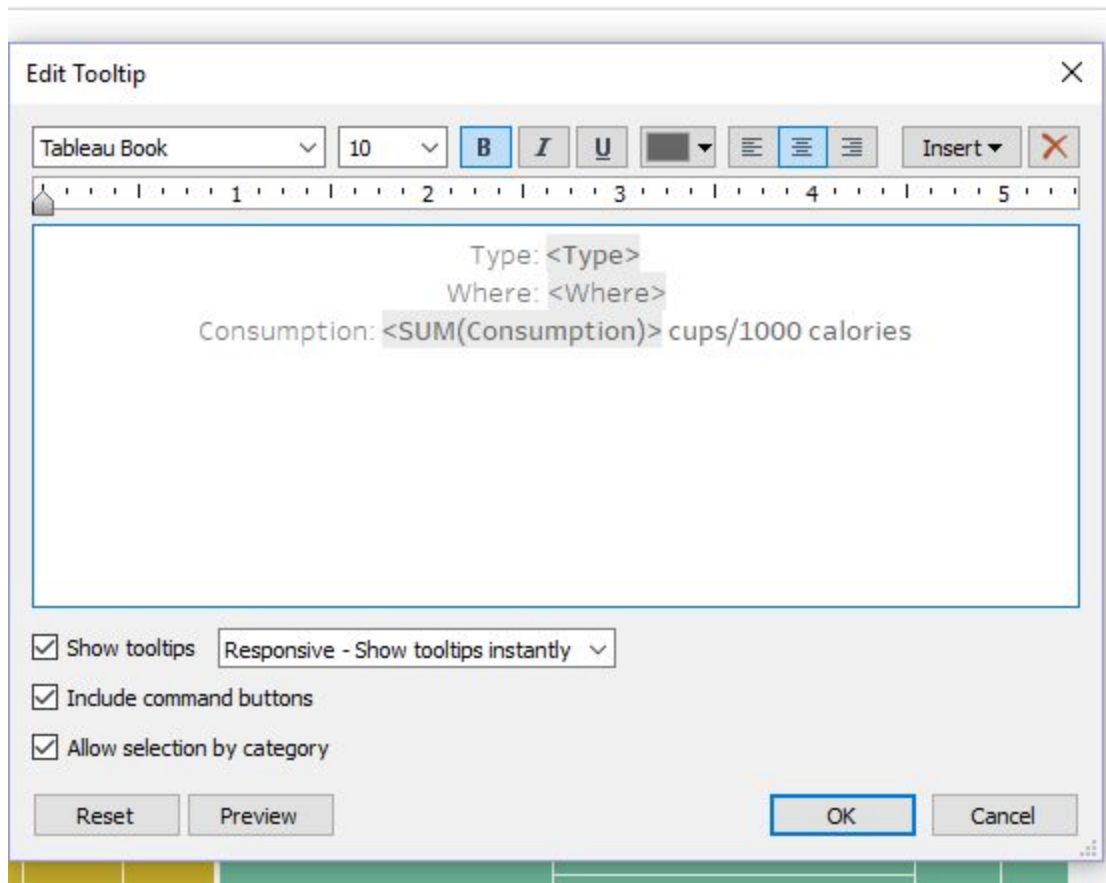 Edit Tooltip
Tableau Book 10 B I U Insert
1 2 3 4 5
Type: <Type>
Where: <Where>
Consumption: <SUM(Consumption)> cups/1000 calories
Show tooltips Responsive - Show tooltips instantly
Include command buttons
Allow selection by category
Reset Preview OK Cancel